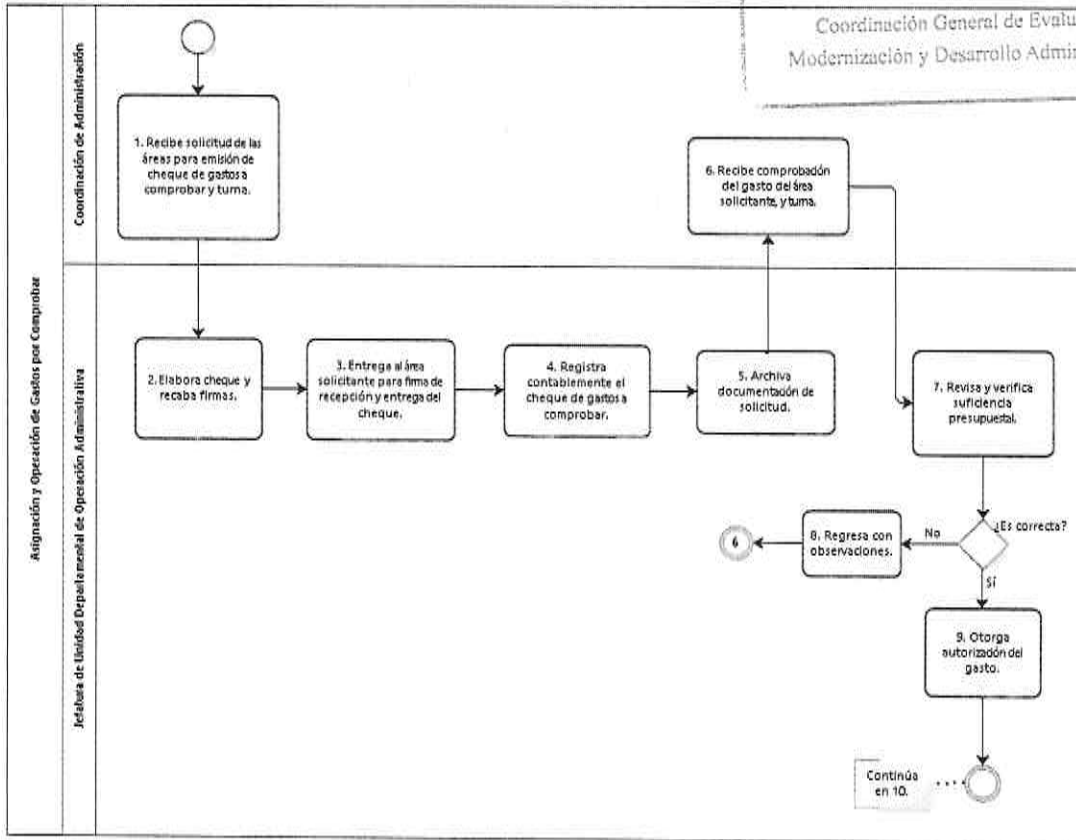 Coordinación General de Evalu
Modernización y Desarrollo Admin
Asignación y Operación de Gastos por Comprobar
Coordinación de Administración
1. Recibe solicitud de las
áreas para emisión de
cheque de gastos a
comprobar y turna.
6. Recibe comprobación
del gasto del área
solicitante, y turna.
Jefatura de Unidad Departamental de Operación Administrativa
2. Elabora cheque y
recaba firmas.
3. Entrega al área
solicitante para firma de
recepción y entrega del
cheque.
4. Registra
contablemente el
cheque de gastos a
comprobar.
5. Archiva
documentación de
solicitud.
7. Revisa y verifica
suficiencia
presupuestal.
¿Es correcta?
No
8. Regresa con
observaciones.
6
Sí
9. Otorga
autorización del
gasto.
Continúa
en 10.